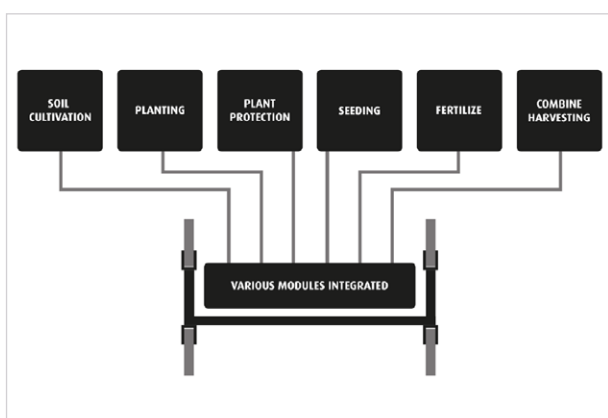 SOIL
CULTIVATION
PLANTING
PLANT
PROTECTION
SEEDING
FERTILIZE
COMBINE
HARVESTING
VARIOUS MODULES INTEGRATED